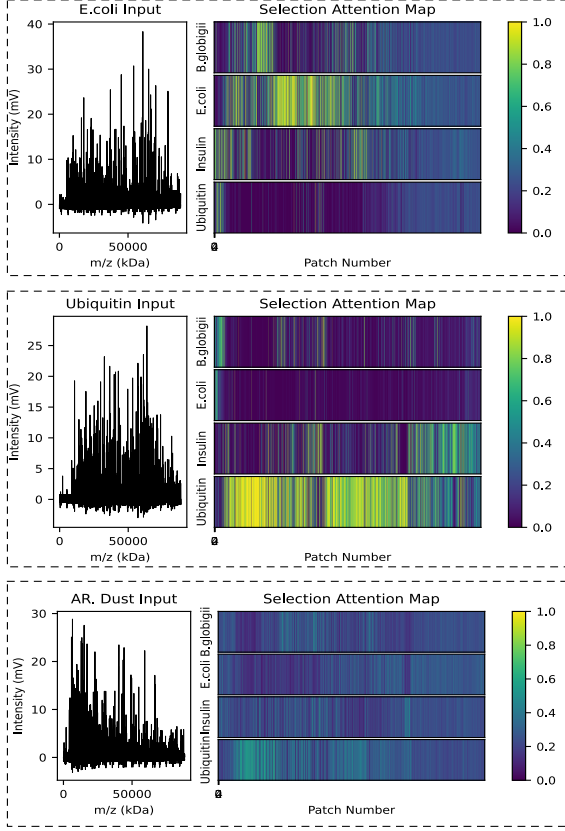 E.coli Input
Selection Attention Map
40
30
20
10
0
Intensity (mV)
0
50000
m/z (kDa)
B.globigii
E.coli
Insulin
Ubiquitin
Patch Number
1.0
0.8
0.6
0.4
0.2
0.0
Ubiquitin Input
Selection Attention Map
25
20
15
10
5
0
Intensity (mV)
0
50000
m/z (kDa)
B.globigii
E.coli
Insulin
Ubiquitin
Patch Number
1.0
0.8
0.6
0.4
0.2
0.0
AR. Dust Input
Selection Attention Map
30
20
10
0
Intensity (mV)
0
50000
m/z (kDa)
B.globigii
E.coli
Insulin
Ubiquitin
Patch Number
1.0
0.8
0.6
0.4
0.2
0.0